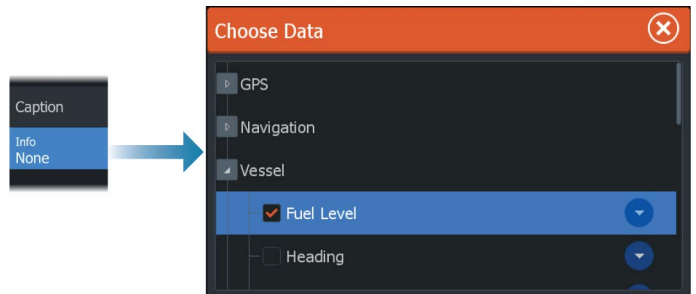 Caption
Info
None
Choose Data
GPS
Navigation
Vessel
Fuel Level
Heading